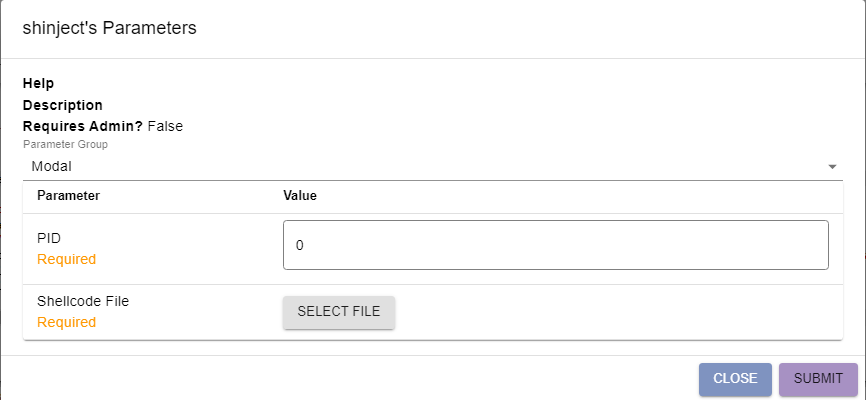 shinject's Parameters
Help
Description
Requires Admin? False
Parameter Group
Modal
Parameter Value
PID
Required
0
Shellcode File
Required
SELECT FILE
CLOSE SUBMIT